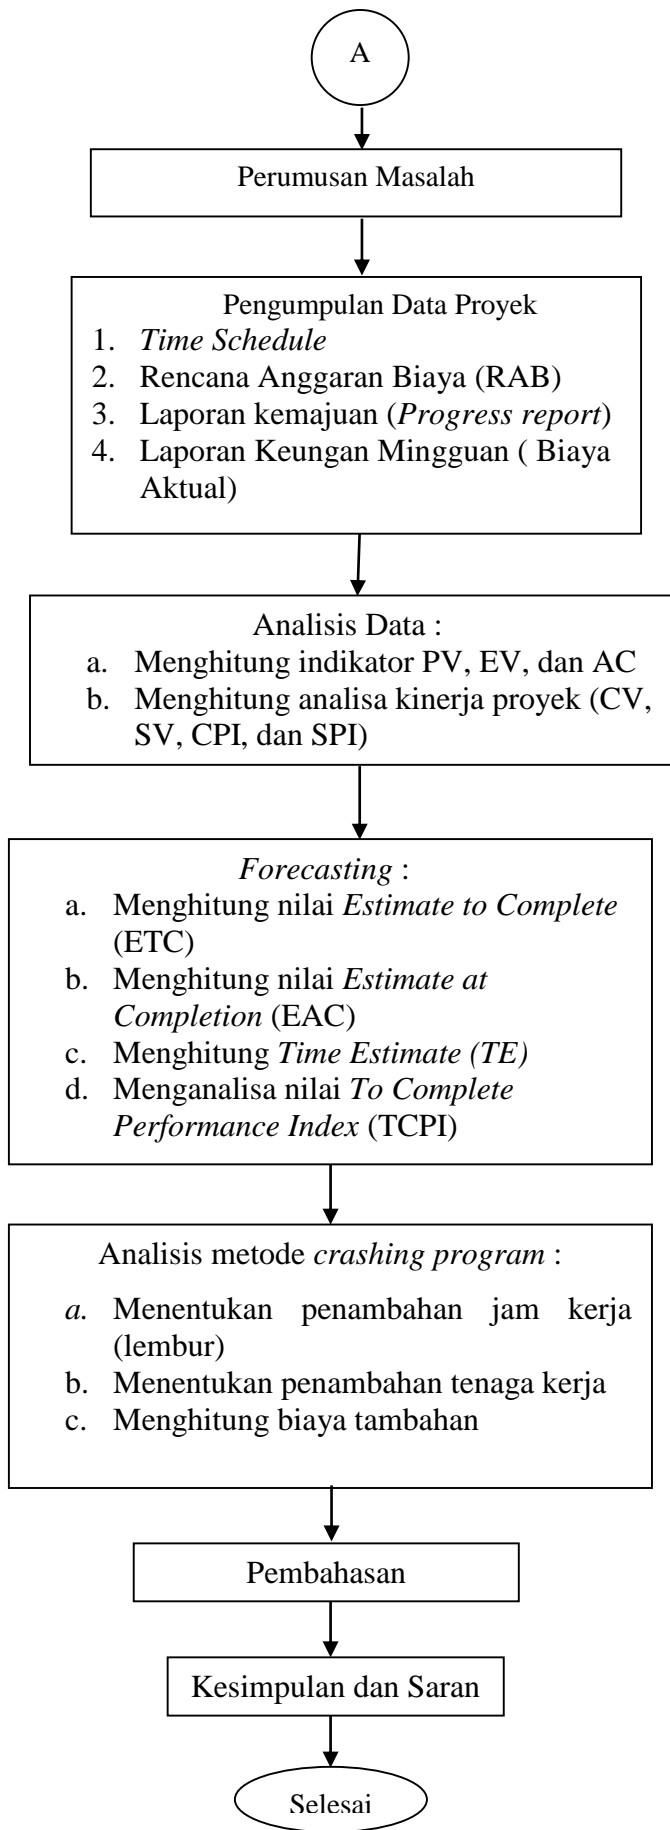 A
Perumusan Masalah
Pengumpulan Data Proyek
1. Time Schedule
2. Rencana Anggaran Biaya (RAB)
3. Laporan kemajuan (Progress report)
4. Laporan Keungan Mingguan ( Biaya
Aktual)
Analisis Data :
a. Menghitung indikator PV, EV, dan AC
b. Menghitung analisa kinerja proyek (CV,
SV, CPI, dan SPI)
Forecasting :
a. Menghitung nilai Estimate to Complete
(ETC)
b. Menghitung nilai Estimate at
Completion (EAC)
c. Menghitung Time Estimate (TE)
d. Menganalisa nilai To Complete
Performance Index (TCPI)
Analisis metode crashing program :
a. Menentukan penambahan jam kerja
(lembur)
b. Menentukan penambahan tenaga kerja
c. Menghitung biaya tambahan
Pembahasan
Kesimpulan dan Saran
Selesai